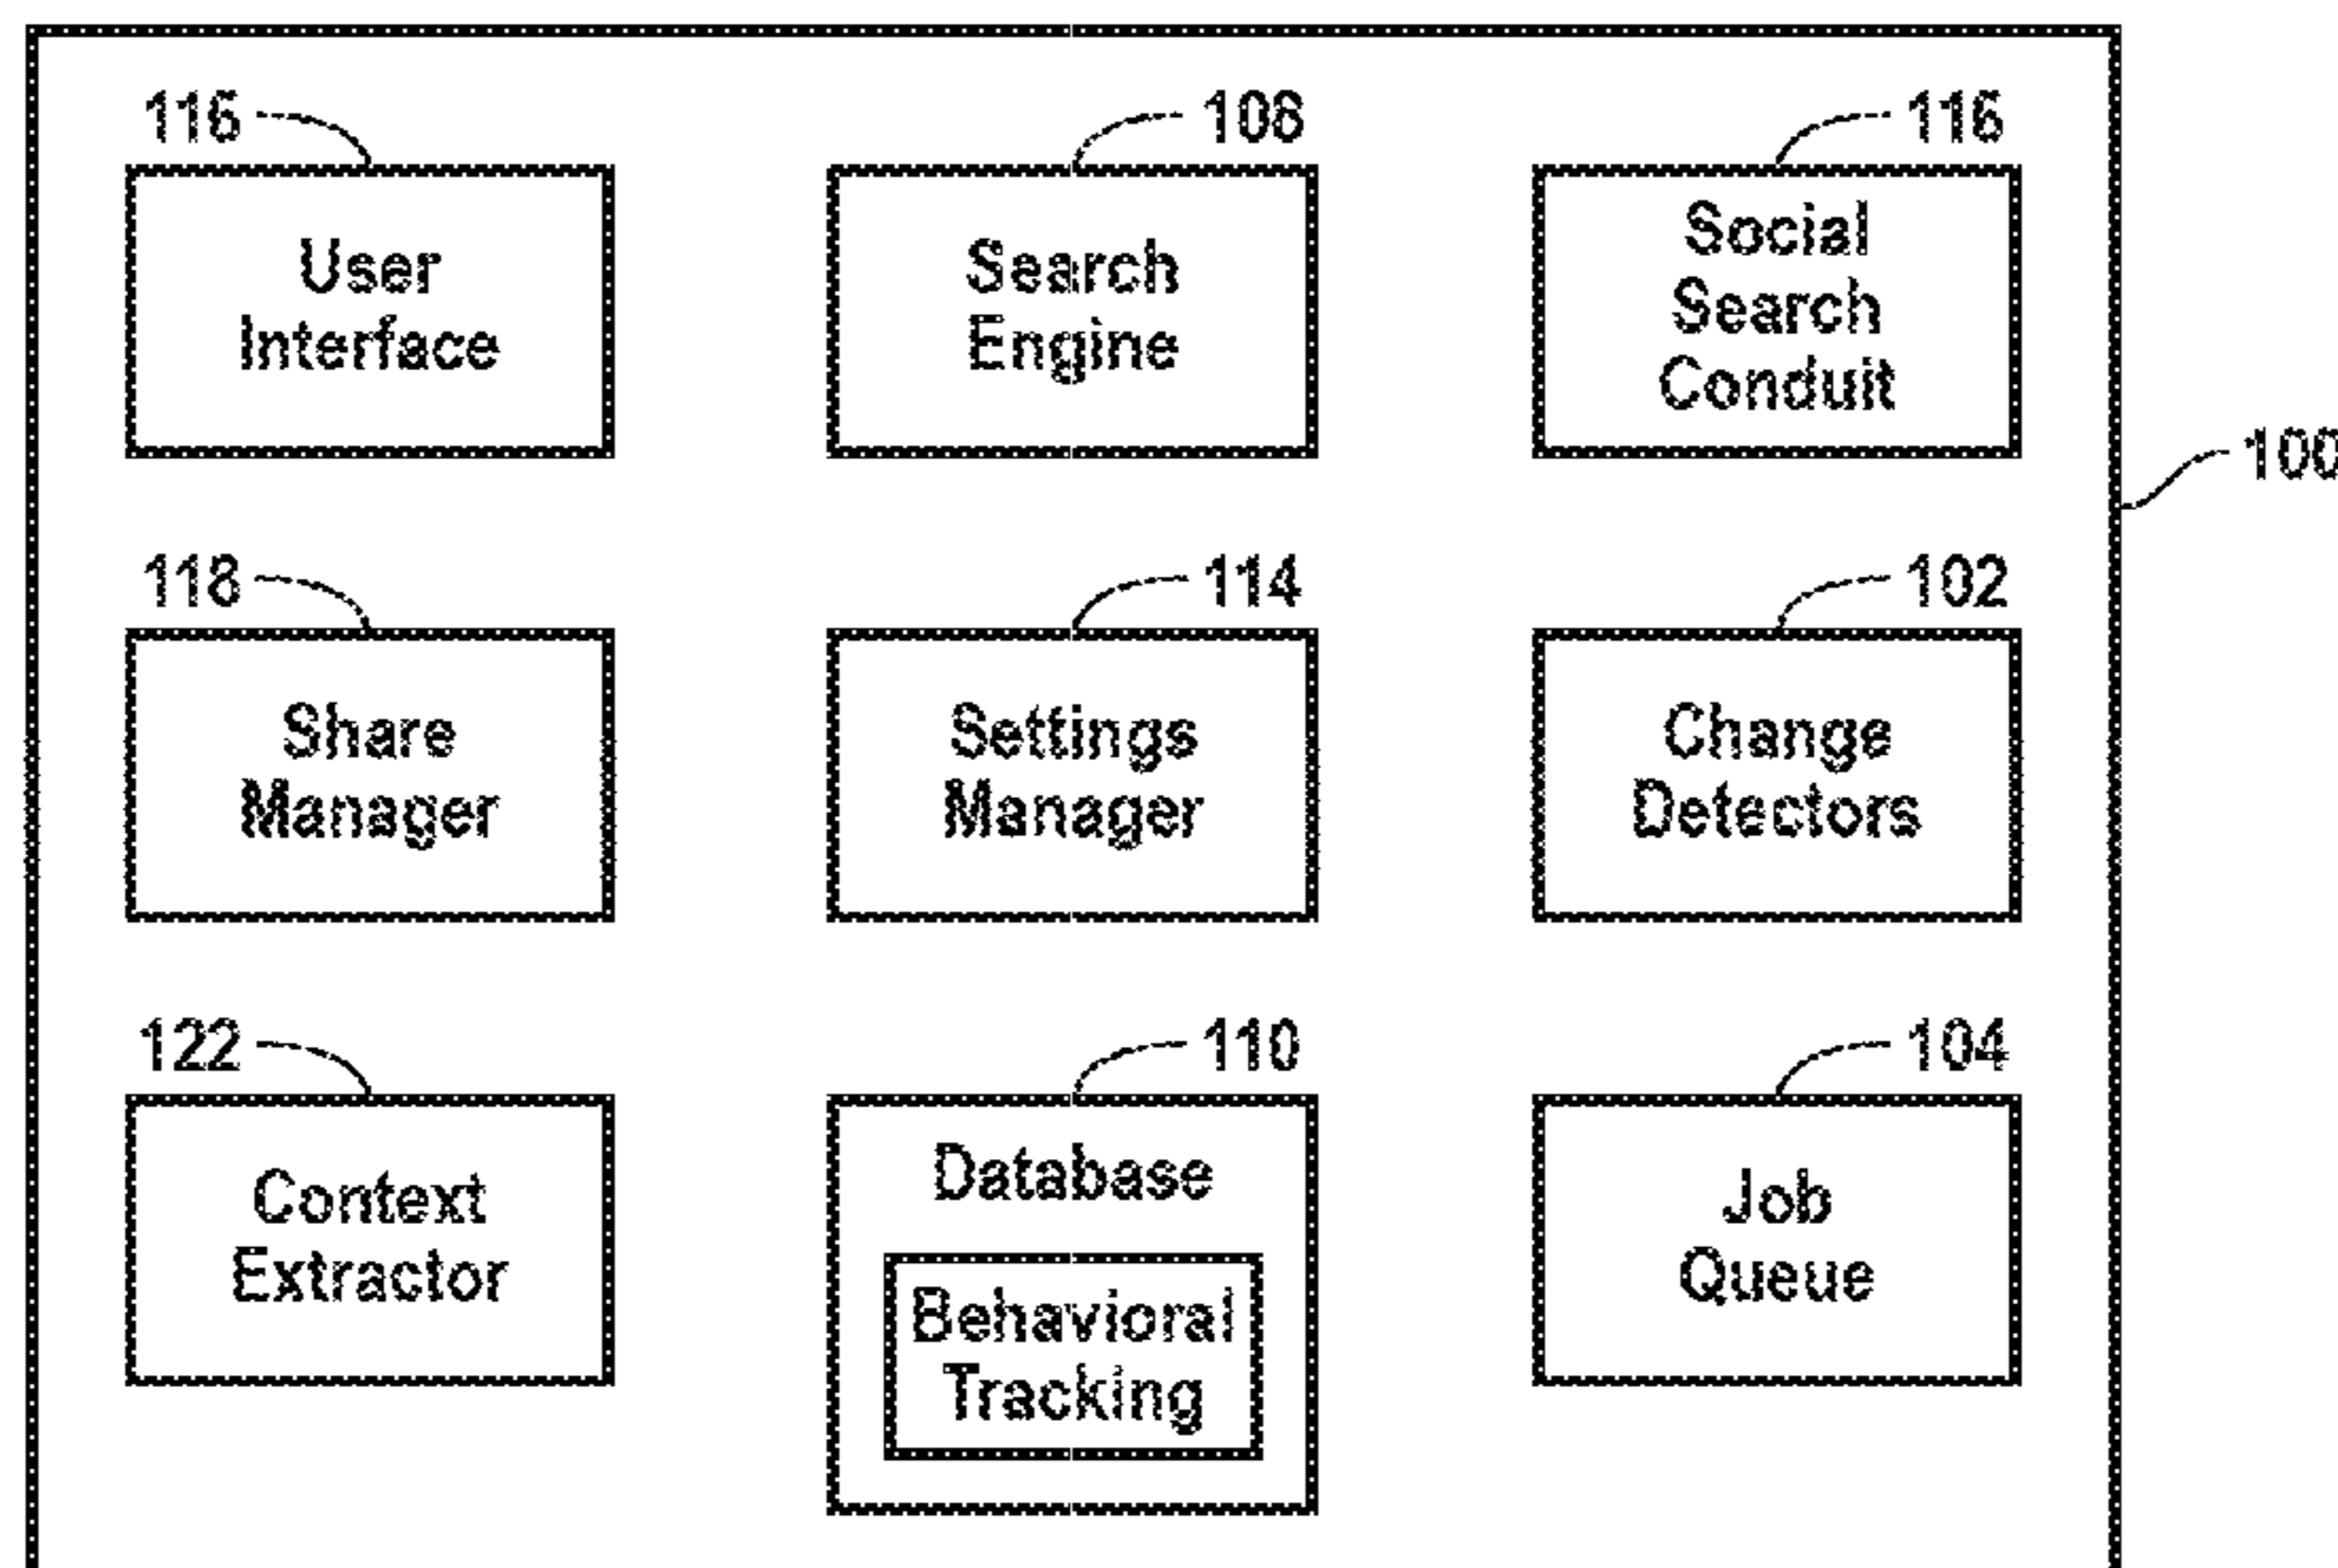 116
108
116
User
Interface
Search
Engine
Social
Search
Conduit
100
118
114
102
Share
Manager
Settings
Manager
Change
Detectors
122
110
104
Context
Extractor
Database
Behavioral
Tracking
Job
Queue